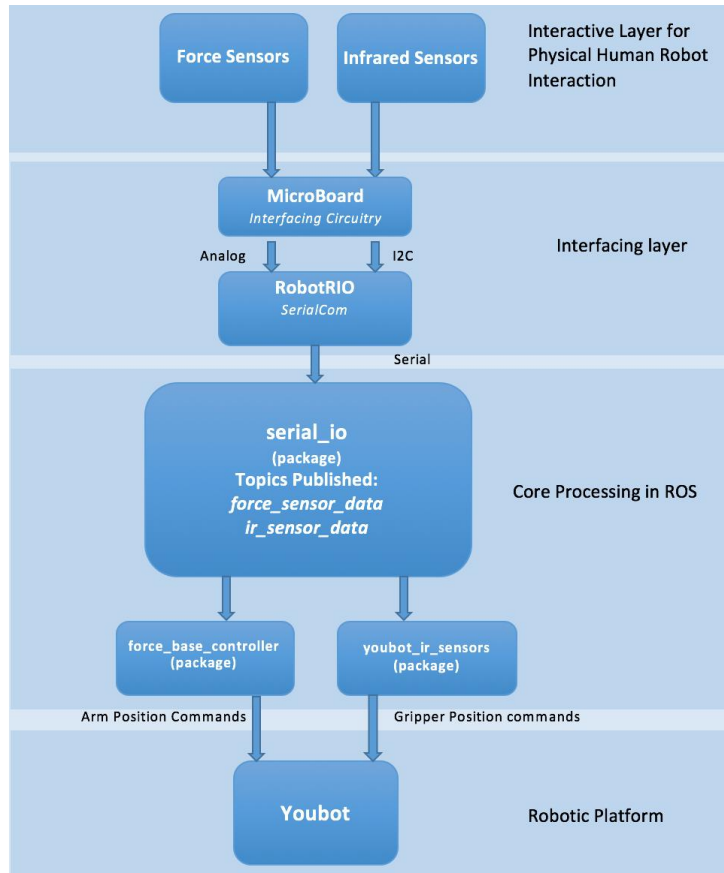 Force Sensors
Infrared Sensors
Interactive Layer for
Physical Human Robot
Interaction
MicroBoard
Interfacing Circuitry
Analog
I2C
Interfacing layer
RobotRIO
SerialCom
Serial
serial_io
(package)
Topics Published:
force_sensor_data
ir_sensor_data
Core Processing in ROS
force_base_controller
(package)
youbot_ir_sensors
(package)
Arm Position Commands
Gripper Position commands
Youbot
Robotic Platform